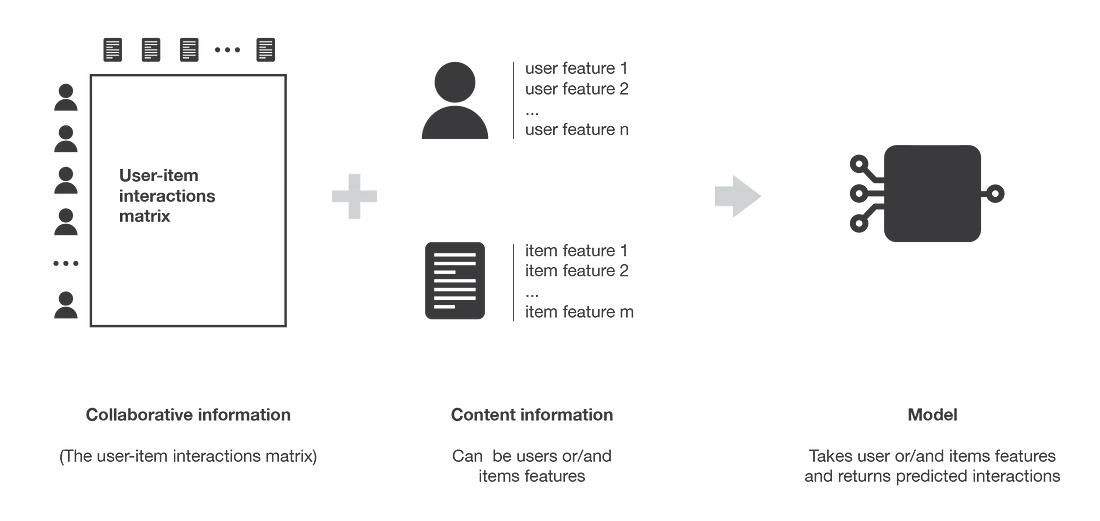 User-item
interactions
matrix
user feature 1
user feature 2
...
user feature n
item feature 1
item feature 2
...
item feature m
Collaborative information
(The user-item interactions matrix)
Content information
Can be users or/and
items features
Model
Takes user or/and items features
and returns predicted interactions